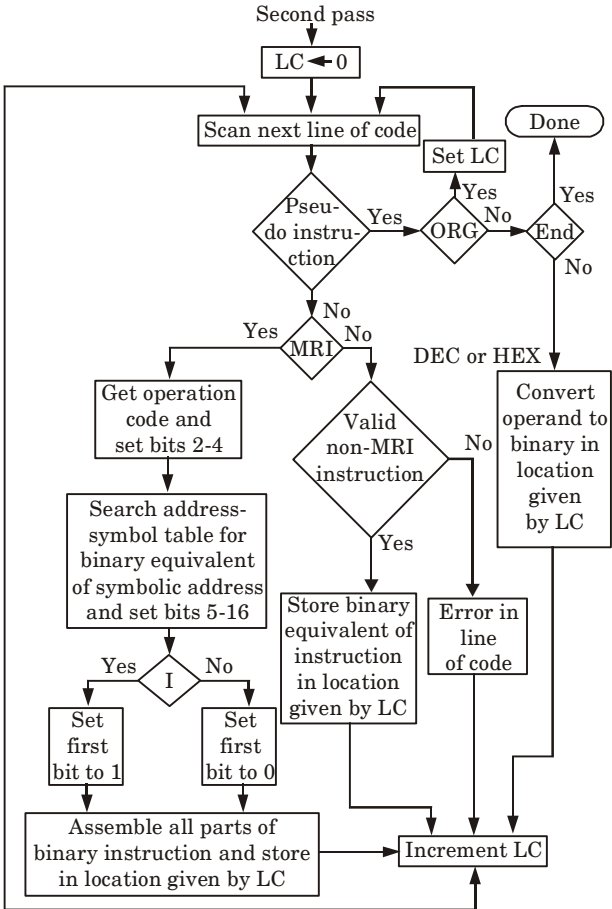 Second pass
LC ← 0
Scan next line of code
Set LC
Done
Pseu-
do instru-
ction
Yes
Yes
ORG
No
End
Yes
No
No
Yes
MRI
No
DEC or HEX
Get operation
code and
set bits 2-4
Valid
non-MRI
instruction
No
Yes
Convert
operand to
binary in
location
given
by LC
Search address-
symbol table for
binary equivalent
of symbolic address
and set bits 5-16
Store binary
equivalent of
instruction
in location
given by LC
Error in
line
of code
Yes
I
No
Set
first
bit to 1
Set
first
bit to 0
Assemble all parts of
binary instruction and store
in location given by LC
Increment LC